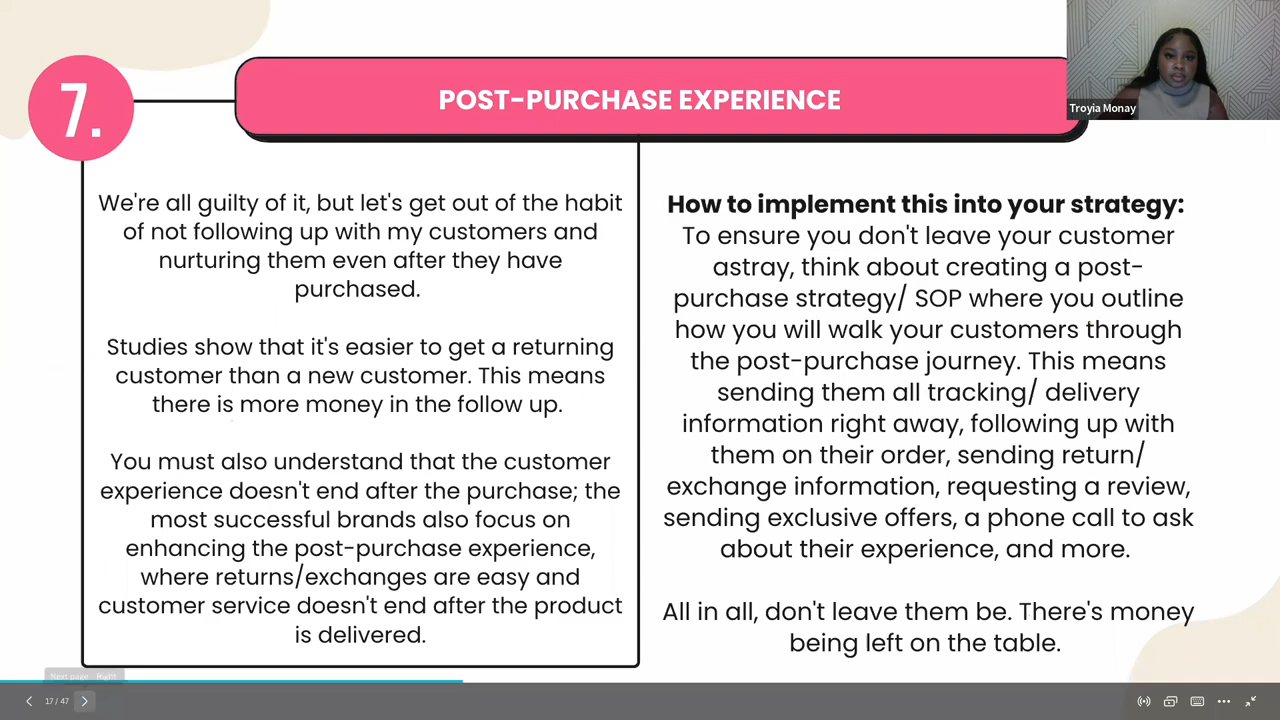 7.
POST-PURCHASE EXPERIENCE
Troyia Monay
We're all guilty of it, but let's get out of the habit
of not following up with my customers and
nurturing them even after they have
purchased.
Studies show that it's easier to get a returning
customer than a new customer. This means
there is more money in the follow up.
You must also understand that the customer
experience doesn't end after the purchase; the
most successful brands also focus on
enhancing the post-purchase experience,
where returns/exchanges are easy and
customer service doesn't end after the product
is delivered.
How to implement this into your strategy:
To ensure you don't leave your customer
astray, think about creating a post-
purchase strategy/ SOP where you outline
how you will walk your customers through
the post-purchase journey. This means
sending them all tracking/ delivery
information right away, following up with
them on their order, sending return/
exchange information, requesting a review,
sending exclusive offers, a phone call to ask
about their experience, and more.
All in all, don't leave them be. There's money
being left on the table.
Next page Right
17 / 47